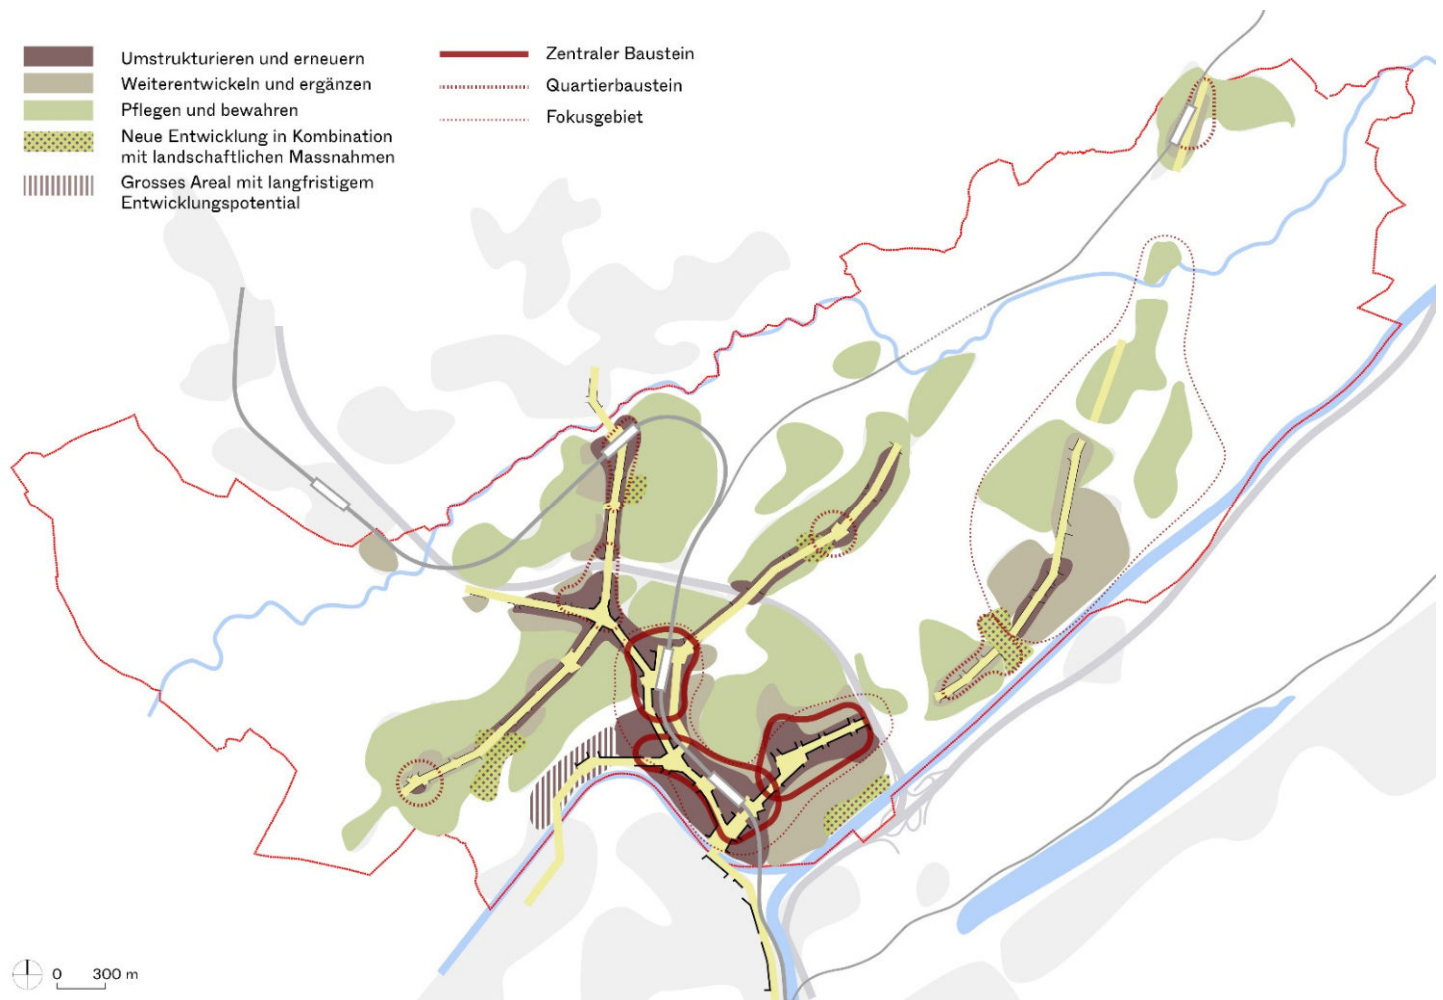 Umstrukturieren und erneuern
Weiterentwickeln und ergänzen
Pflegen und bewahren
Neue Entwicklung in Kombination
mit landschaftlichen Massnahmen
Grosses Areal mit langfristigem
Entwicklungspotential
Zentraler Baustein
Quartierbaustein
Fokusgebiet
0 300 m